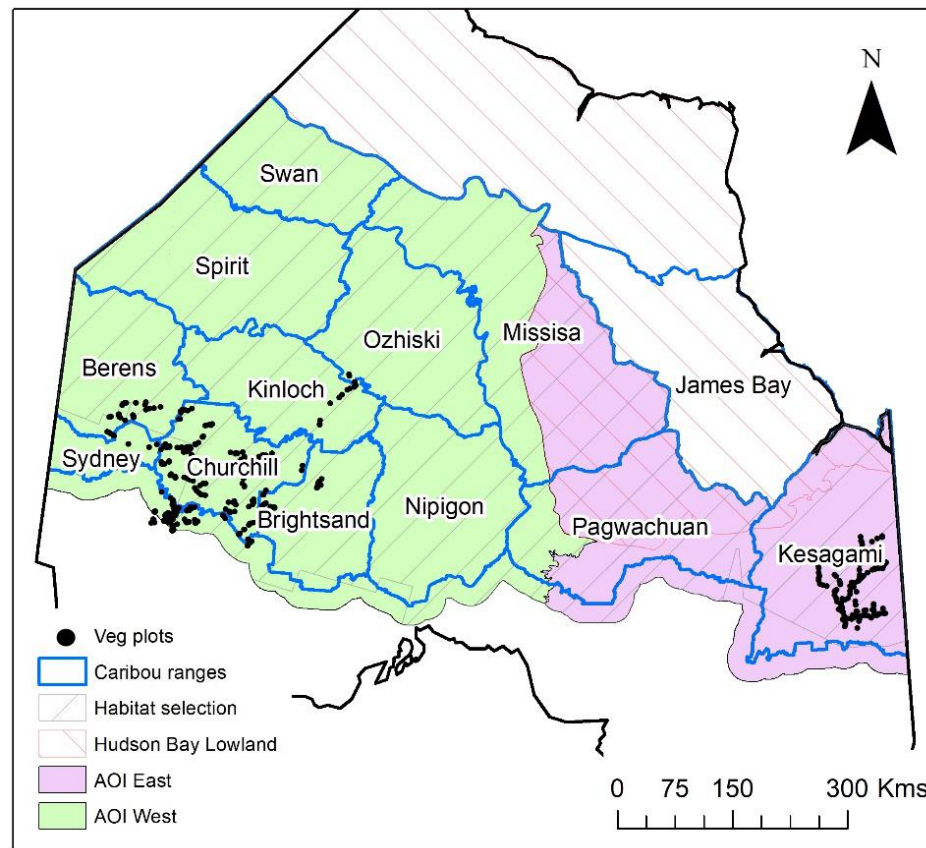 N
Swan
Spirit
Ozhiski
Missisa
Berens
Kinloch
James Bay
Sydney
Churchill
Brightsand
Nipigon
Pagwachuan
Kesagami
Veg plots
Caribou ranges
Habitat selection
Hudson Bay Lowland
AOI East
AOI West
0 75 150 300 Kms